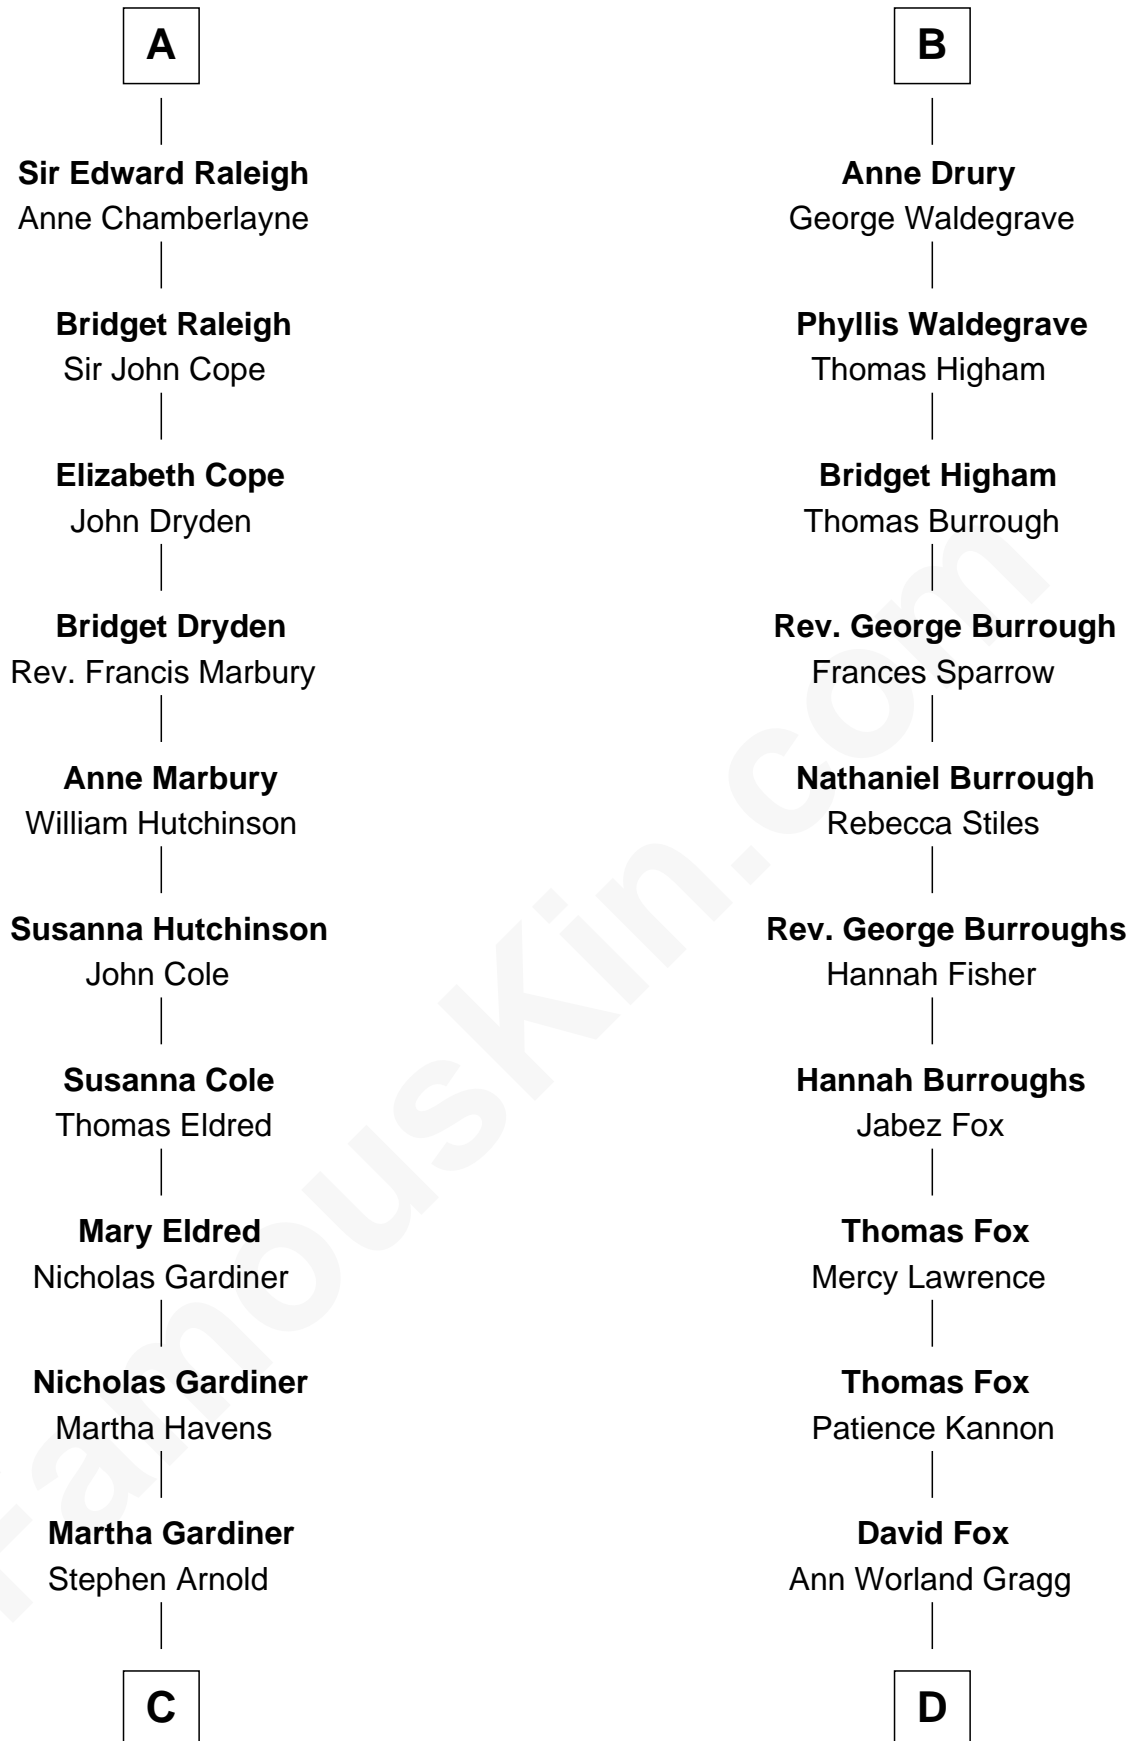 A
Sir Edward Raleigh
Anne Chamberlayne
Bridget Raleigh
Sir John Cope
Elizabeth Cope
John Dryden
Bridget Dryden
Rev. Francis Marbury
Anne Marbury
William Hutchinson
Susanna Hutchinson
John Cole
Susanna Cole
Thomas Eldred
Mary Eldred
Nicholas Gardiner
Nicholas Gardiner
Martha Havens
Martha Gardiner
Stephen Arnold
C
B
Anne Drury
George Waldegrave
Phyllis Waldegrave
Thomas Higham
Bridget Higham
Thomas Burrough
Rev. George Burrough
Frances Sparrow
Nathaniel Burrough
Rebecca Stiles
Rev. George Burroughs
Hannah Fisher
Hannah Burroughs
Jabez Fox
Thomas Fox
Mercy Lawrence
Thomas Fox
Patience Kannon
David Fox
Ann Worland Gragg
D
FamousKin.com